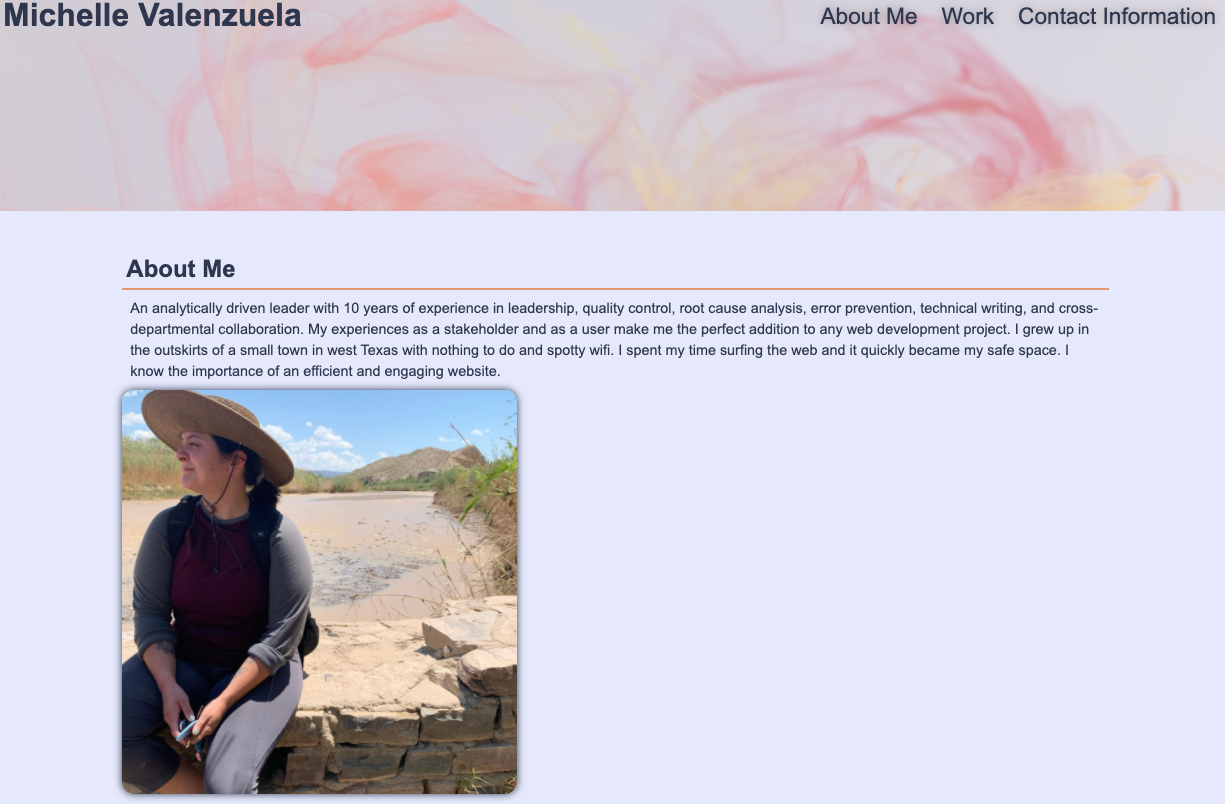 Michelle Valenzuela
About Me Work Contact Information
About Me
An analytically driven leader with 10 years of experience in leadership, quality control, root cause analysis, error prevention, technical writing, and cross-
departmental collaboration. My experiences as a stakeholder and as a user make me the perfect addition to any web development project. I grew up in
the outskirts of a small town in west Texas with nothing to do and spotty wifi. I spent my time surfing the web and it quickly became my safe space. I
know the importance of an efficient and engaging website.